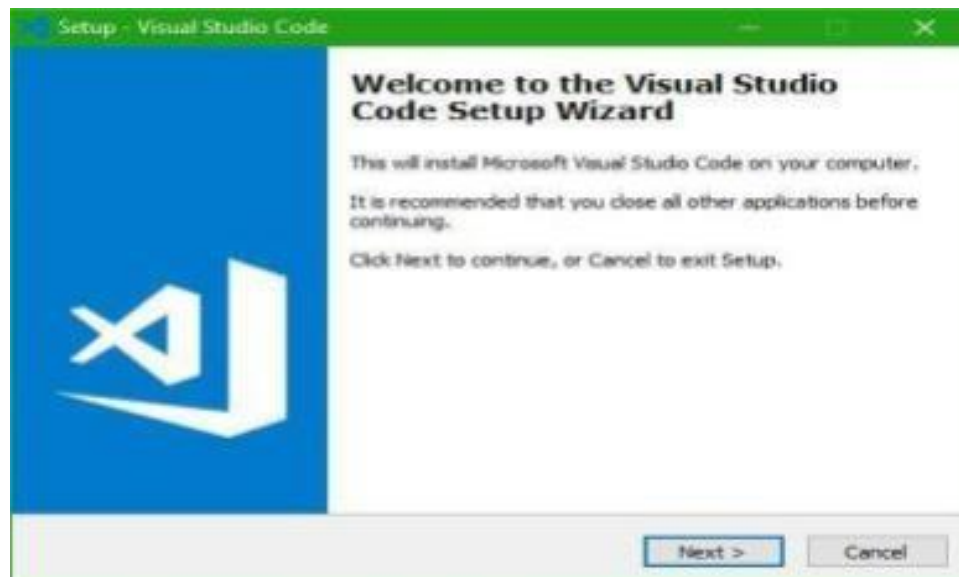 Setup - Visual Studio Code
Welcome to the Visual Studio
Code Setup Wizard
This will install Microsoft Visual Studio Code on your computer.
It is recommended that you close all other applications before
continuing.
Click Next to continue, or Cancel to exit Setup.
Next >
Cancel